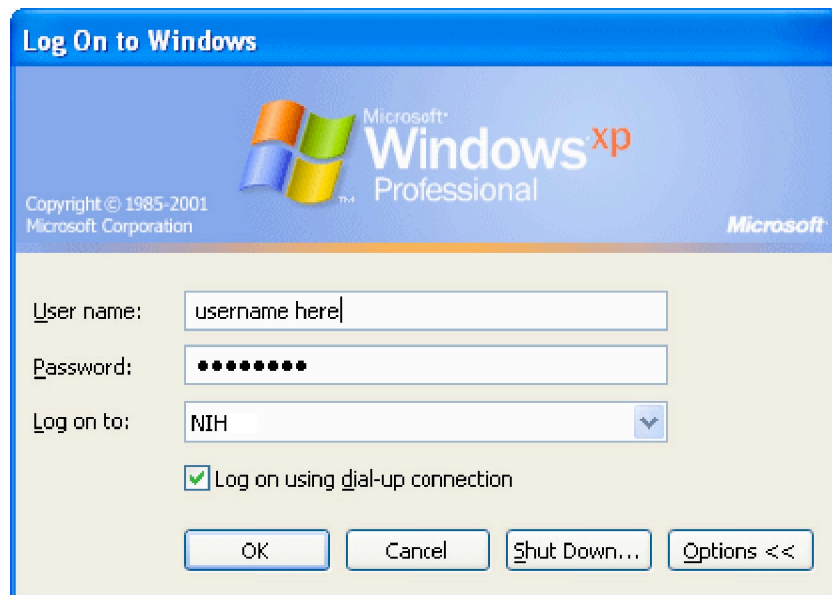 Log On to Windows
Microsoft
Windows xp
Professional
TM
Copyright © 1985-2001
Microsoft Corporation
Microsoft
User name:
username here
Password:
••••••••
Log on to:
NIH
Log on using dial-up connection
OK
Cancel
Shut Down...
Options <<